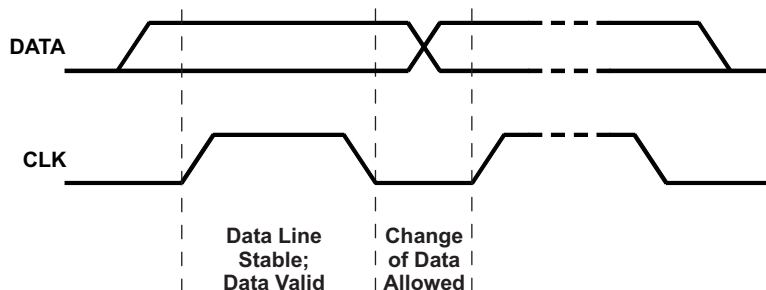 DATA
CLK
Data Line
Stable;
Data Valid
Change
of Data
Allowed